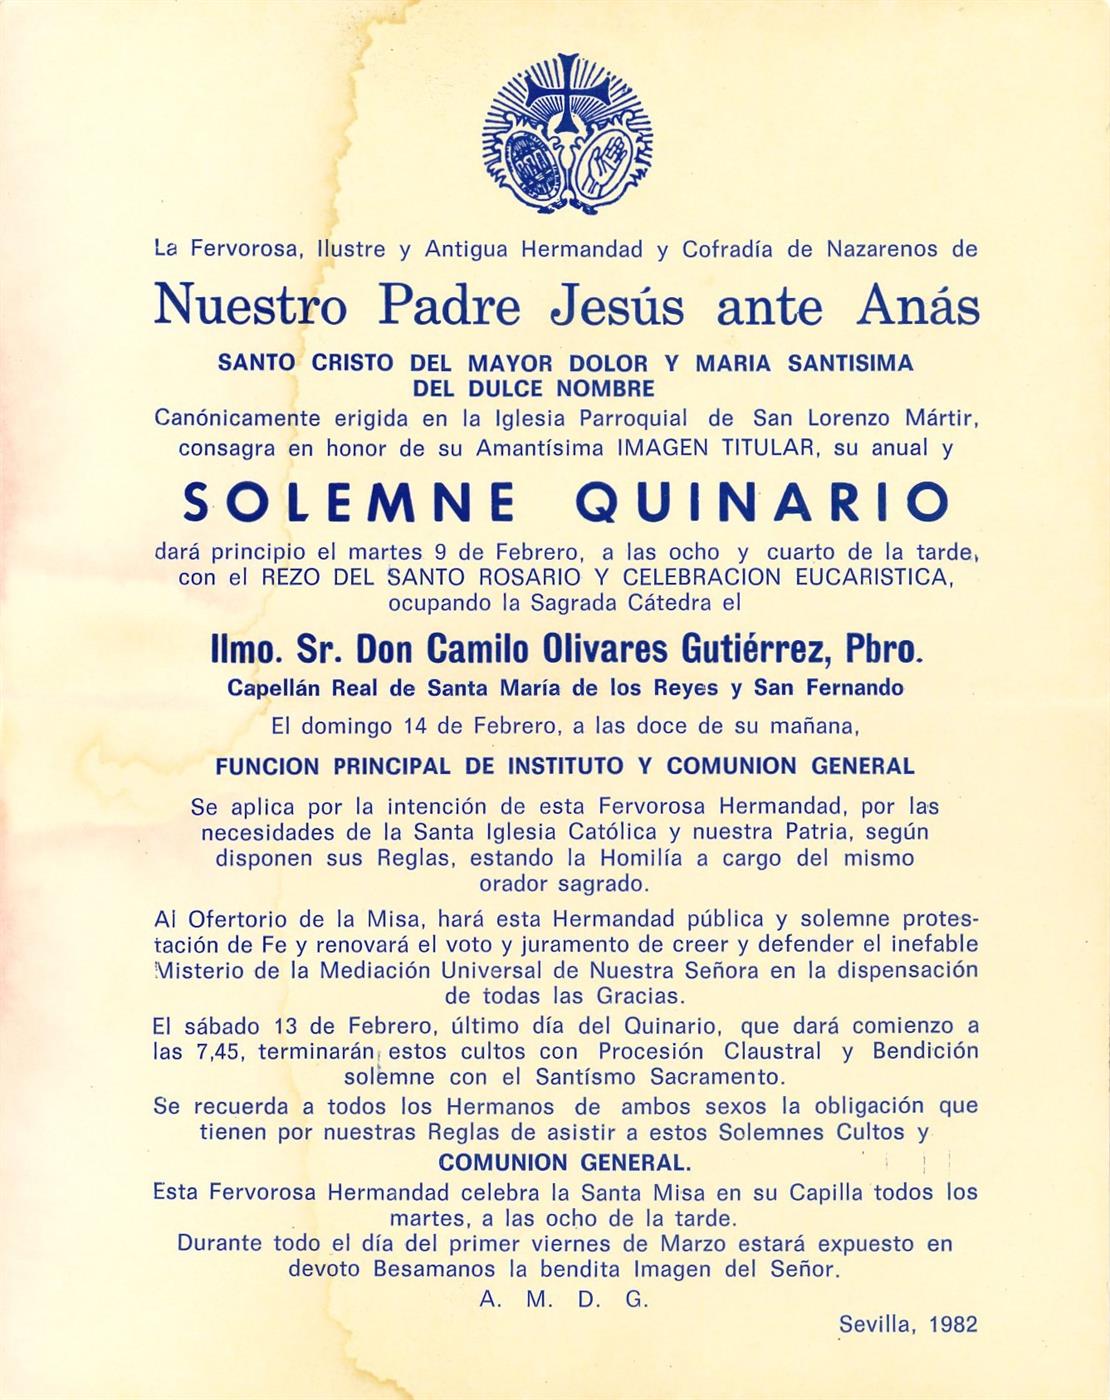 La Fervorosa, Ilustre y Antigua Hermandad y Cofradía de Nazarenos de
Nuestro Padre Jesús ante Anás
SANTO CRISTO DEL MAYOR DOLOR Y MARIA SANTISIMA
DEL DULCE NOMBRE
Canónicamente erigida en la Iglesia Parroquial de San Lorenzo Mártir,
consagra en honor de su Amantísima IMAGEN TITULAR, su anual y
SOLEMNE QUINARIO
dará principio el martes 9 de Febrero, a las ocho y cuarto de la tarde,
con el REZO DEL SANTO ROSARIO Y CELEBRACION EUCARISTICA,
ocupando la Sagrada Cátedra el
Ilmo. Sr. Don Camilo Olivares Gutiérrez, Pbro.
Capellán Real de Santa María de los Reyes y San Fernando
El domingo 14 de Febrero, a las doce de su mañana,
FUNCION PRINCIPAL DE INSTITUTO Y COMUNION GENERAL
Se aplica por la intención de esta Fervorosa Hermandad, por las
necesidades de la Santa Iglesia Católica y nuestra Patria, según
disponen sus Reglas, estando la Homilía a cargo del mismo
orador sagrado.
Al Ofertorio de la Misa, hará esta Hermandad pública y solemne protes-
tación de Fe y renovará el voto y juramento de creer y defender el inefable
Misterio de la Mediación Universal de Nuestra Señora en la dispensación
de todas las Gracias.
El sábado 13 de Febrero, último día del Quinario, que dará comienzo a
las 7,45, terminarán estos cultos con Procesión Claustral y Bendición
solemne con el Santísmo Sacramento.
Se recuerda a todos los Hermanos de ambos sexos la obligación que
tienen por nuestras Reglas de asistir a estos Solemnes Cultos y
COMUNION GENERAL.
Esta Fervorosa Hermandad celebra la Santa Misa en su Capilla todos los
martes, a las ocho de la tarde.
Durante todo el día del primer viernes de Marzo estará expuesto en
devoto Besamanos la bendita Imagen del Señor.
A. M. D. G.
Sevilla, 1982